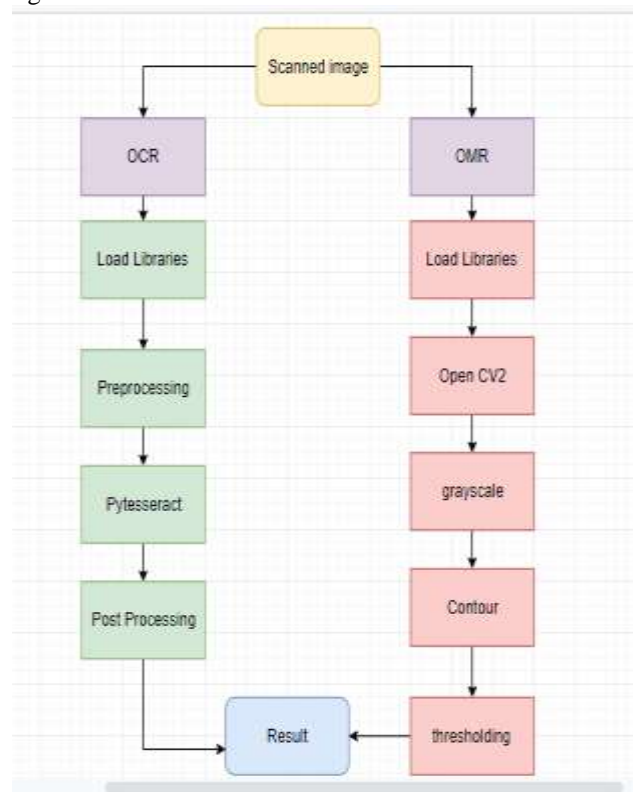 Scanned image
OCR
OMR
Load Libraries
Load Libraries
Preprocessing
Open CV2
Pytesseract
grayscale
Post Processing
Contour
Result
thresholding